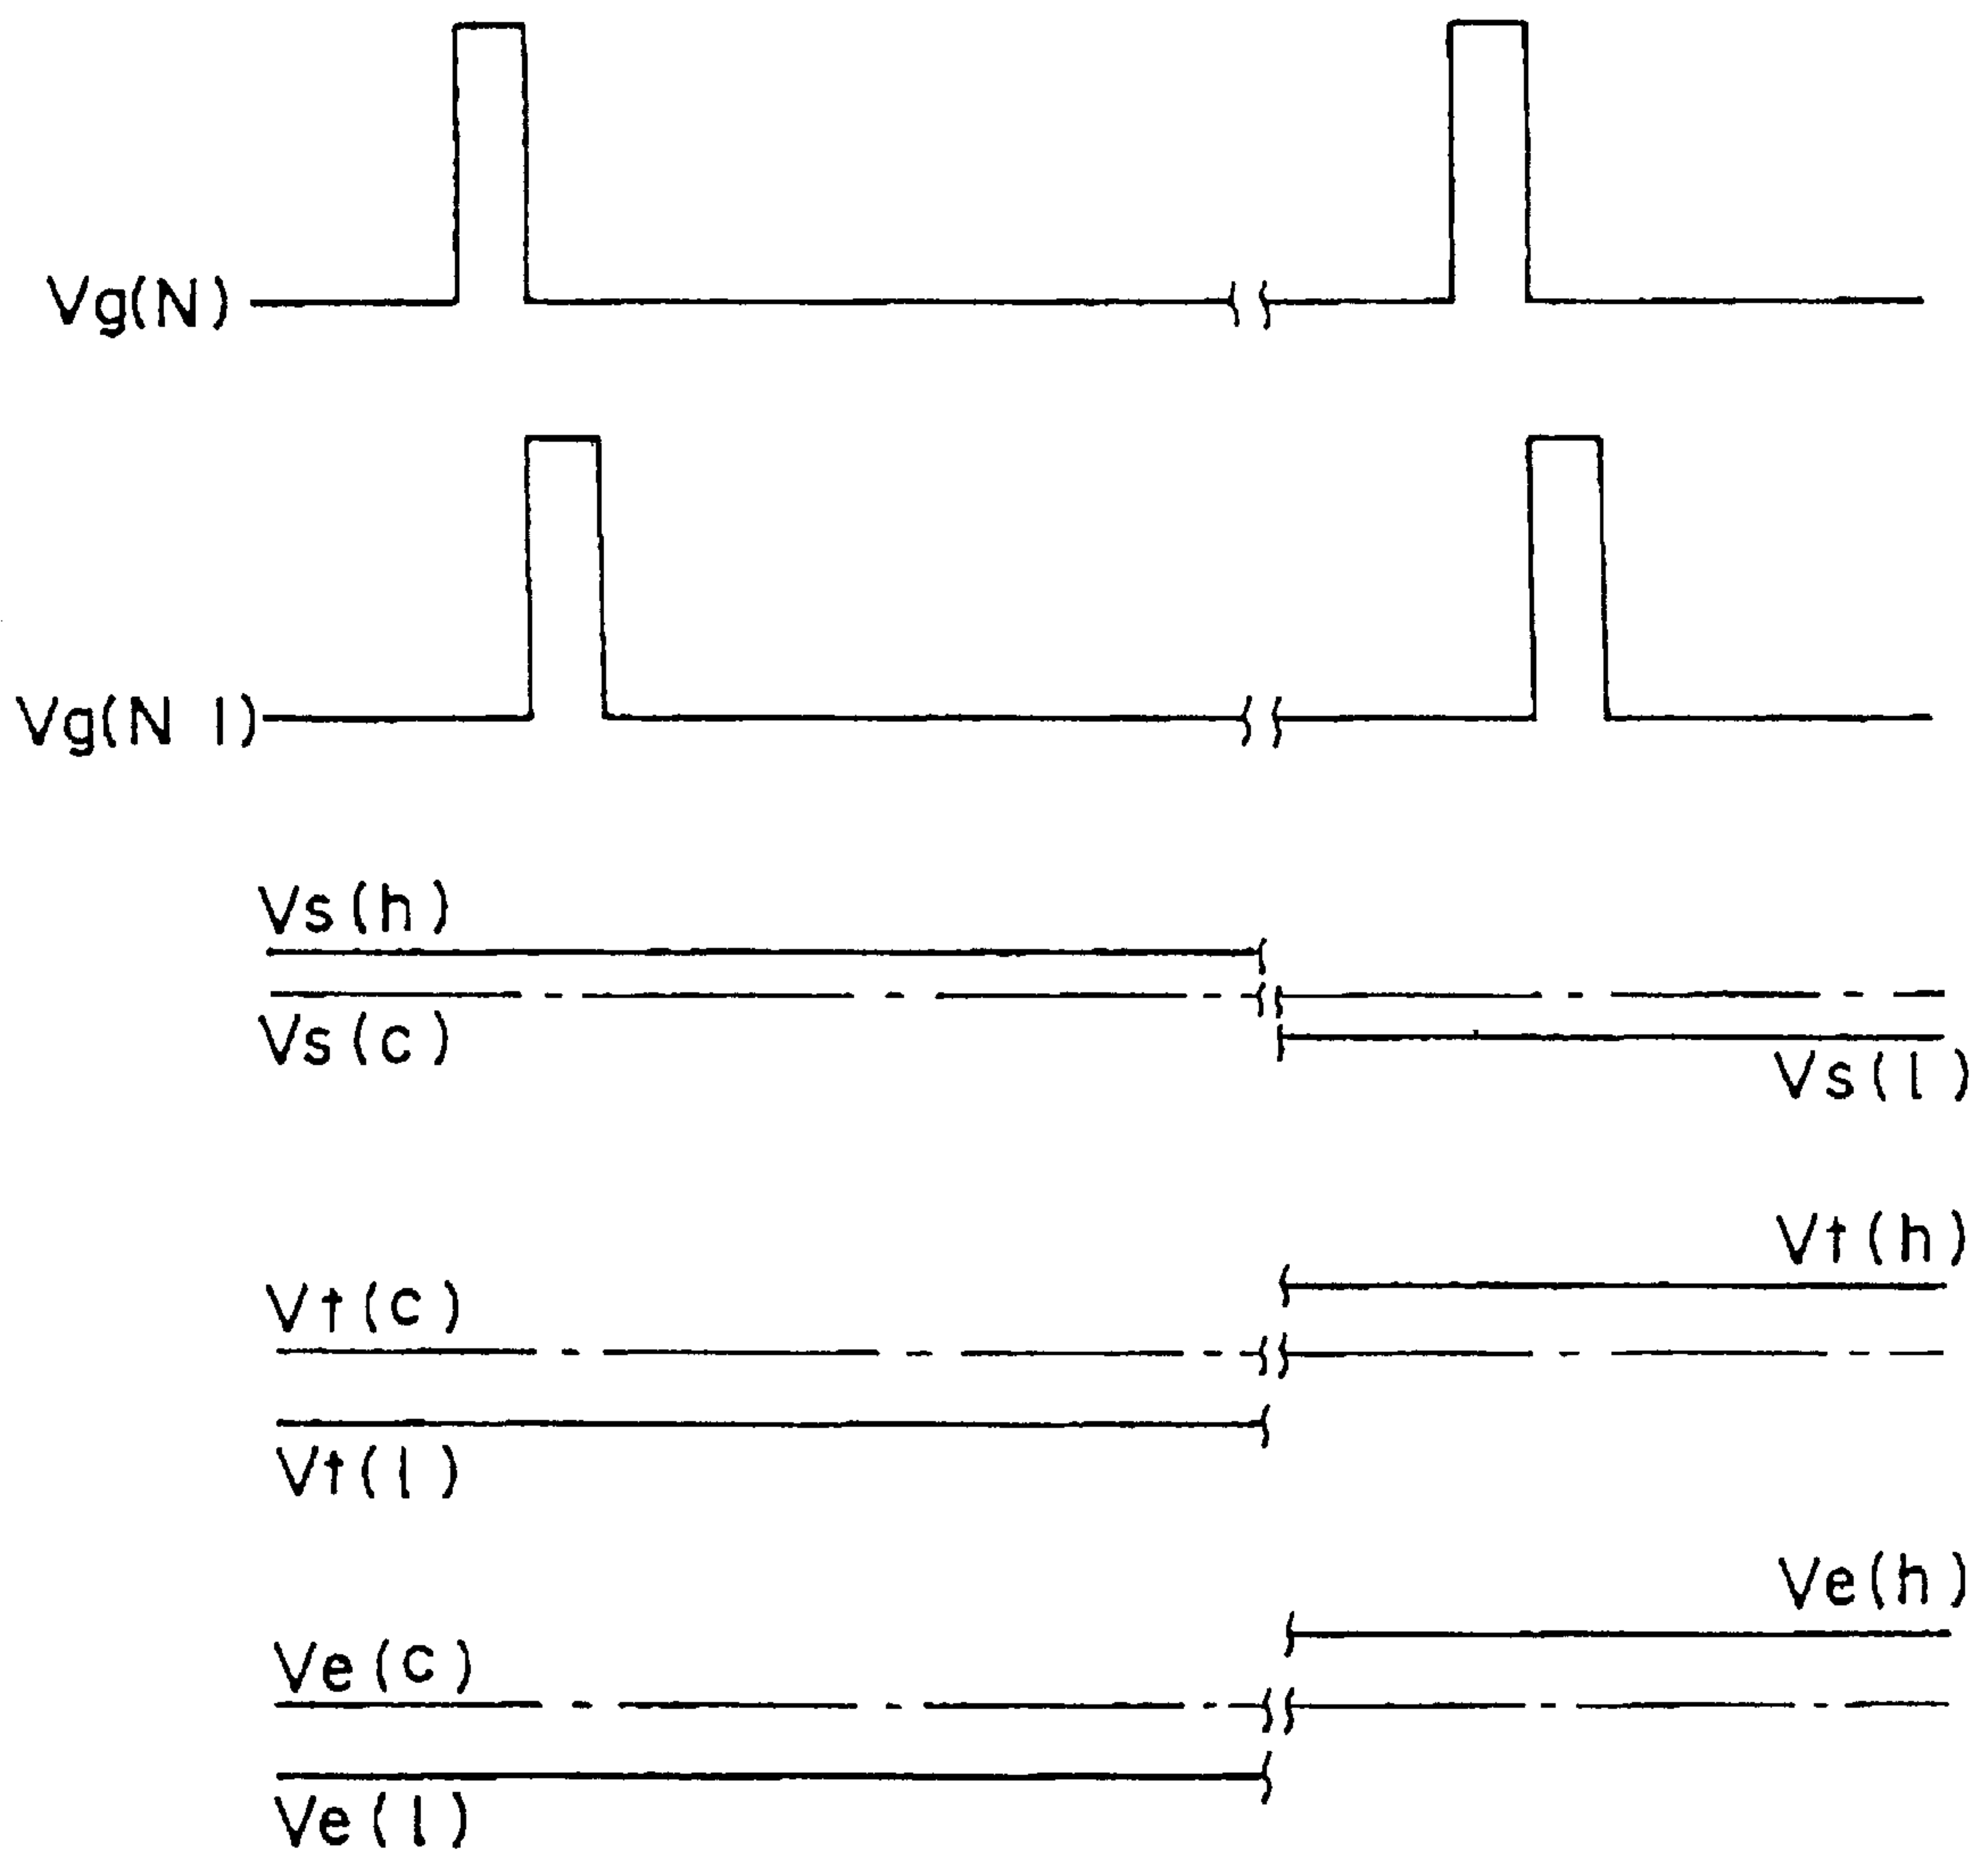 Vg(N)
Vg(N 1)
Vs(h)
Vs(c)
Vs(l)
Vt(h)
Vt(c)
Vt(l)
Ve(h)
Ve(c)
Ve(l)